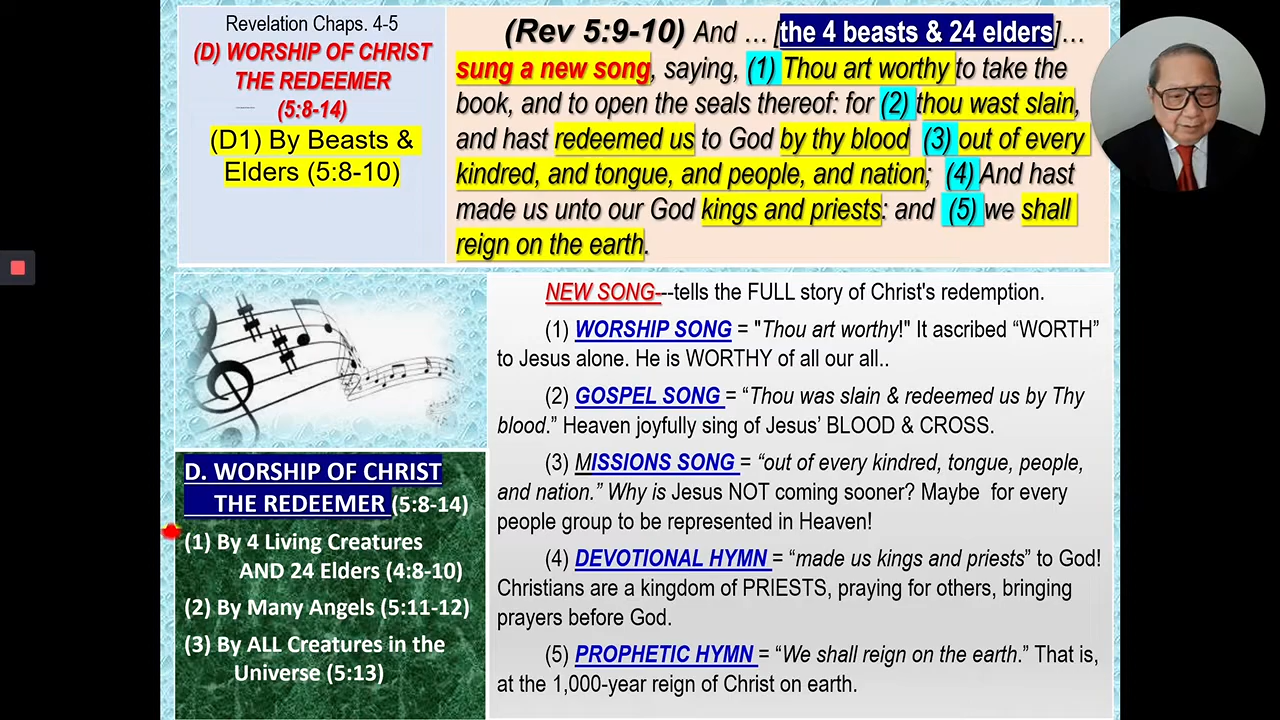 Revelation Chaps. 4-5
(D) WORSHIP OF CHRIST
THE REDEEMER
(5:8-14)
(D1) By Beasts &
Elders (5:8-10)
(Rev 5:9-10) And … [the 4 beasts & 24 elders]…
sung a new song, saying, (1) Thou art worthy to take the
book, and to open the seals thereof: for (2) thou wast slain,
and hast redeemed us to God by thy blood (3) out of every
kindred, and tongue, and people, and nation; (4) And hast
made us unto our God kings and priests: and (5) we shall
reign on the earth.
D. WORSHIP OF CHRIST
THE REDEEMER (5:8-14)
(1) By 4 Living Creatures
AND 24 Elders (4:8-10)
(2) By Many Angels (5:11-12)
(3) By ALL Creatures in the
Universe (5:13)
NEW SONG---tells the FULL story of Christ's redemption.
(1) WORSHIP SONG = "Thou art worthy!" It ascribed “WORTH”
to Jesus alone. He is WORTHY of all our all..
(2) GOSPEL SONG = “Thou was slain & redeemed us by Thy
blood.” Heaven joyfully sing of Jesus’ BLOOD & CROSS.
(3) MISSIONS SONG = “out of every kindred, tongue, people,
and nation.” Why is Jesus NOT coming sooner? Maybe for every
people group to be represented in Heaven!
(4) DEVOTIONAL HYMN = “made us kings and priests” to God!
Christians are a kingdom of PRIESTS, praying for others, bringing
prayers before God.
(5) PROPHETIC HYMN = “We shall reign on the earth.” That is,
at the 1,000-year reign of Christ on earth.